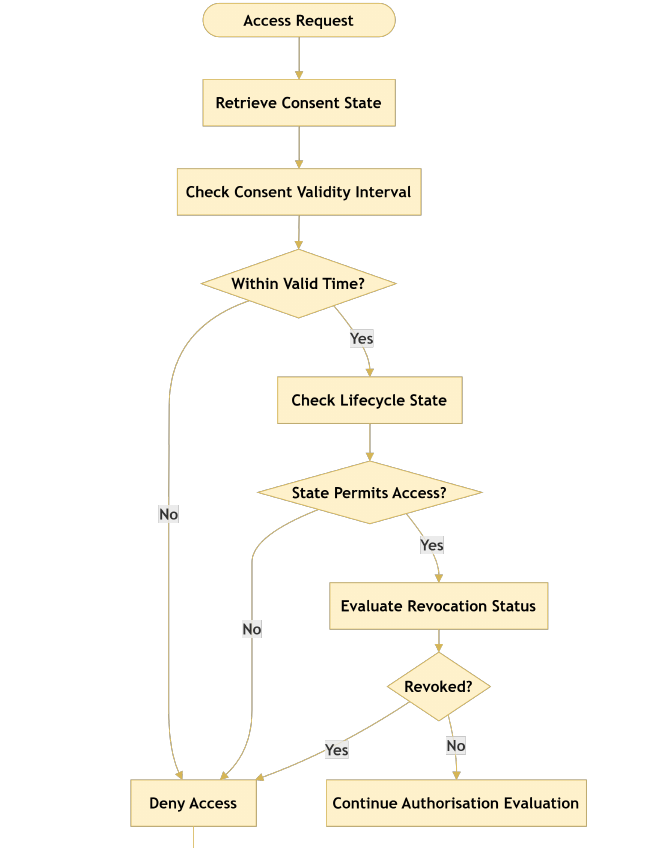 Access Request
Retrieve Consent State
Check Consent Validity Interval
Within Valid Time?
Yes
Check Lifecycle State
State Permits Access?
No
Yes
Evaluate Revocation Status
No
Revoked?
Yes
No
Deny Access
Continue Authorisation Evaluation